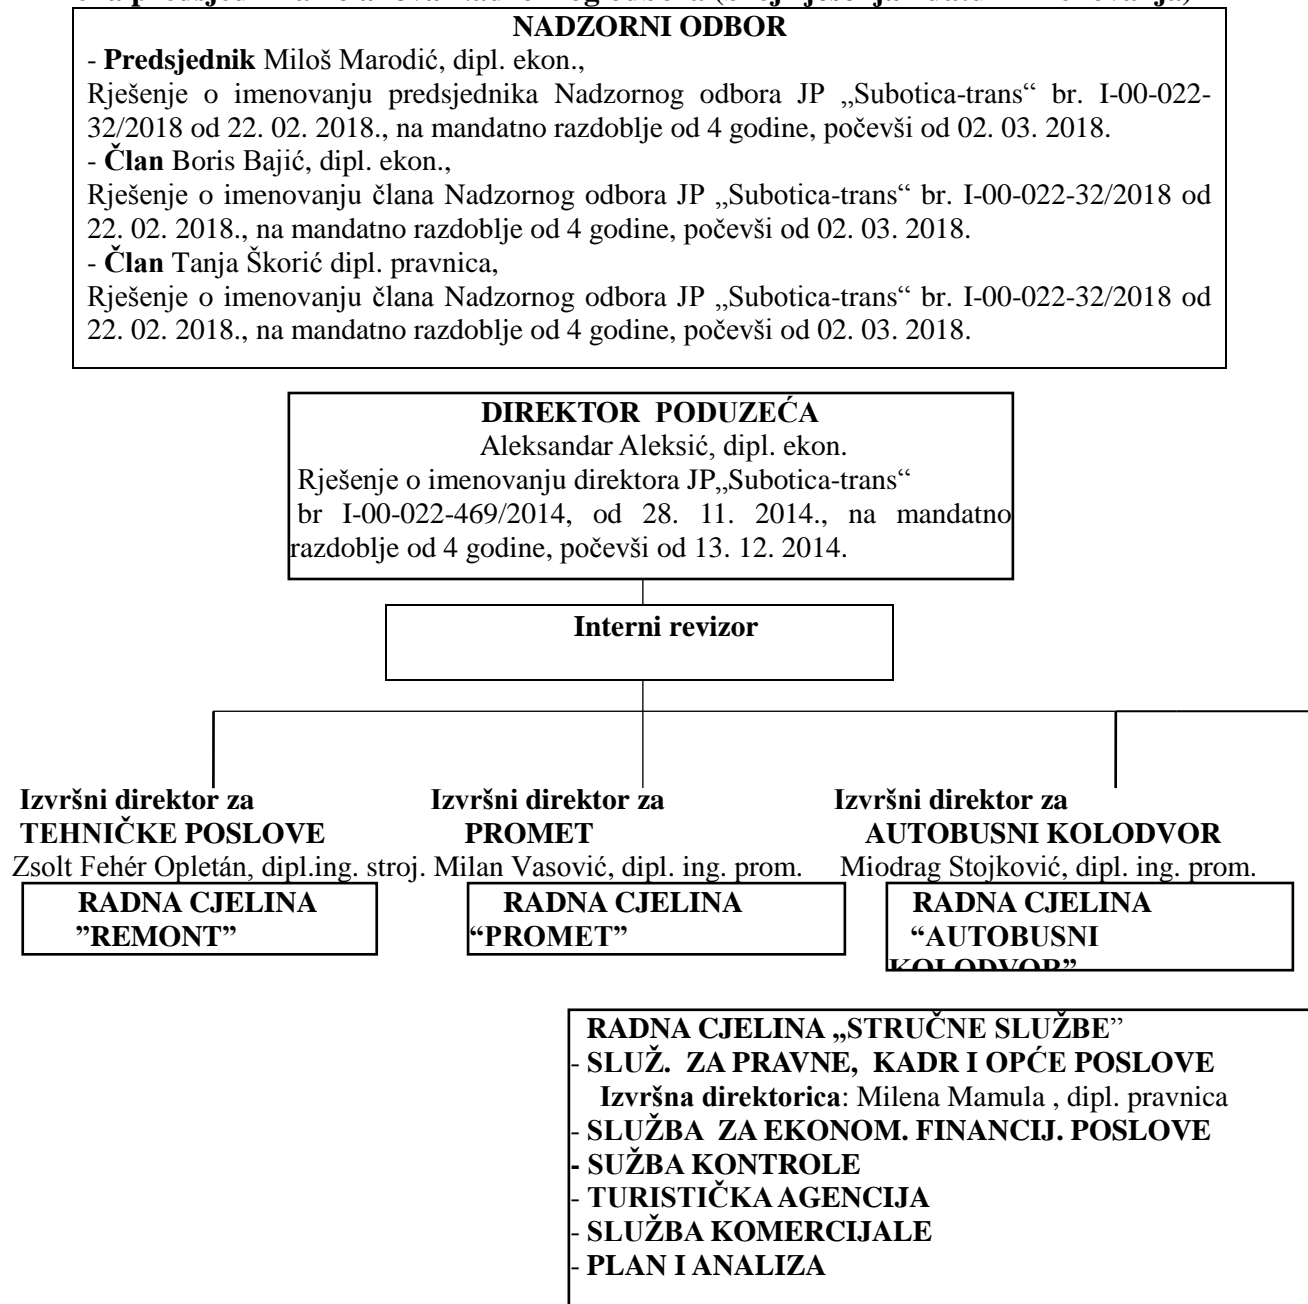 NADZORNI ODBOR
- Predsjednik Miloš Marodić, dipl. ekon.,
Rješenje o imenovanju predsjednika Nadzornog odbora JP „Subotica-trans“ br. I-00-022-
32/2018 od 22. 02. 2018., na mandatno razdoblje od 4 godine, počevši od 02. 03. 2018.
- Član Boris Bajić, dipl. ekon.,
Rješenje o imenovanju člana Nadzornog odbora JP „Subotica-trans“ br. I-00-022-32/2018 od
22. 02. 2018., na mandatno razdoblje od 4 godine, počevši od 02. 03. 2018.
- Član Tanja Škorić dipl. pravnica,
Rješenje o imenovanju člana Nadzornog odbora JP „Subotica-trans“ br. I-00-022-32/2018 od
22. 02. 2018., na mandatno razdoblje od 4 godine, počevši od 02. 03. 2018.
DIREKTOR PODUZEĆA
Aleksandar Aleksić, dipl. ekon.
Rješenje o imenovanju direktora JP„Subotica-trans“
br I-00-022-469/2014, od 28. 11. 2014., na mandatno
razdoblje od 4 godine, počevši od 13. 12. 2014.
Interni revizor
Izvršni direktor za
TEHNIČKE POSLOVE
Zsolt Fehér Opletán, dipl.ing. stroj.
RADNA CJELINA
”REMONT”
Izvršni direktor za
PROMET
Milan Vasović, dipl. ing. prom.
RADNA CJELINA
“PROMET”
Izvršni direktor za
AUTOBUSNI KOLODVOR
Miodrag Stojković, dipl. ing. prom.
RADNA CJELINA
“AUTOBUSNI
KOLODVOR”
RADNA CJELINA „STRUČNE SLUŽBE”
- SLUŽ. ZA PRAVNE, KADR I OPĆE POSLOVE
Izvršna direktorica: Milena Mamula , dipl. pravnica
- SLUŽBA ZA EKONOM. FINANCIJ. POSLOVE
- SUŽBA KONTROLE
- TURISTIČKA AGENCIJA
- SLUŽBA KOMERCIJALE
- PLAN I ANALIZA